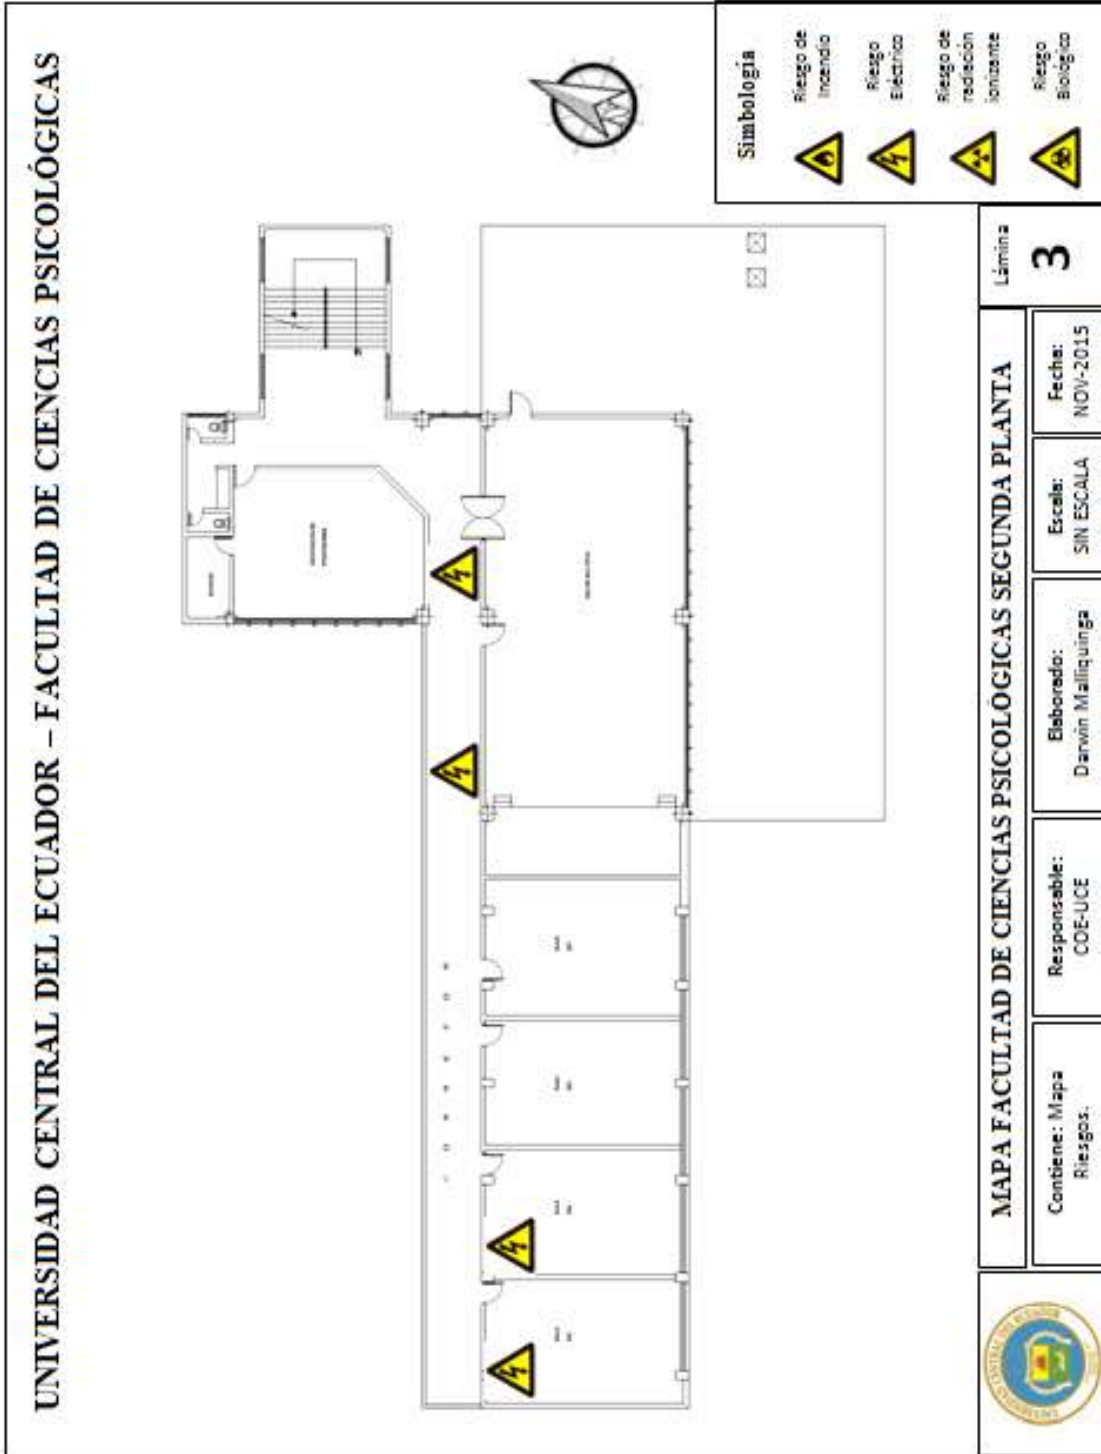 UNIVERSIDAD CENTRAL DEL ECUADOR – FACULTAD DE CIENCIAS PSICOLÓGICAS
Simbología
Riesgo de
Incendio
Riesgo
Eléctrico
Riesgo de
radiación
ionizante
Riesgo
Biológico
MAPA FACULTAD DE CIENCIAS PSICOLÓGICAS SEGUNDA PLANTA
Lámina
3
Contiene: Mapa
Riesgos.
Responsable:
COE-UCE
Elaborado:
Darwin Malliquinga
Escala:
SIN ESCALA
Fecha:
NOV-2015